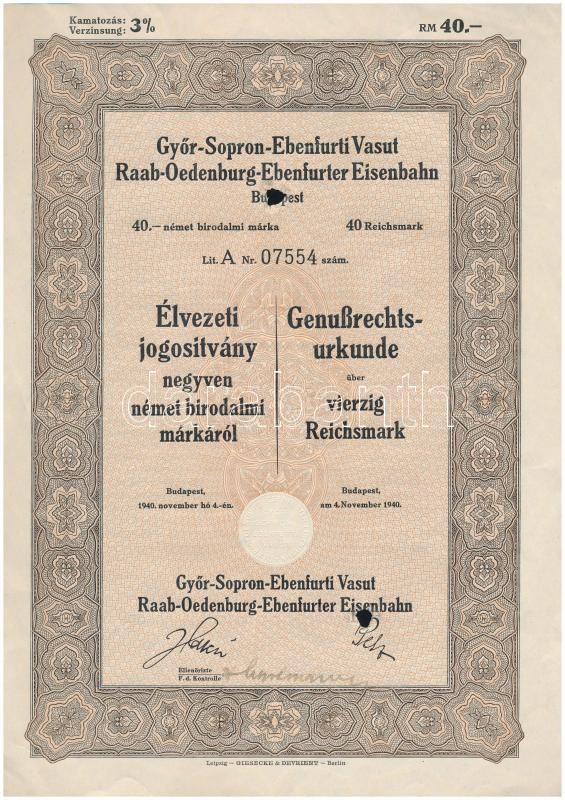 Kamatozás: 3%
Verzinsung:
RM 40.—
Győr-Sopron-Ebenfurti Vasut
Raab-Oedenburg-Ebenfurter Eisenbahn
Budapest
40.— német birodalmi márka 40 Reichsmark
Lit. A Nr. 07554 szám.
Élvezeti
jogositvány
negyven
német birodalmi
márkáról
Genußrechts-
urkunde
über
vierzig
Reichsmark
Budapest,
1940. november hó 4.-én.
Budapest,
am 4. November 1940.
Győr-Sopron-Ebenfurti Vasut
Raab-Oedenburg-Ebenfurter Eisenbahn
Ellenőrizte
F. d. Kontrolle
Leipzig — GIESECKE & DEVRIENT — Berlin
darabanth